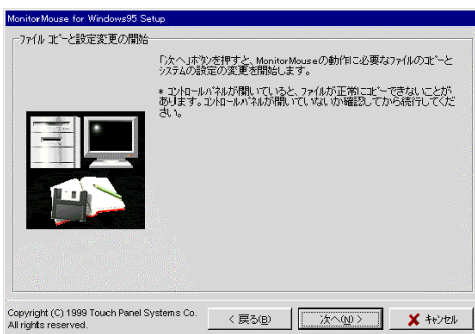 MonitorMouse for Windows95 Setup
ファイル コピーと設定変更の開始
「次へ」ボタンを押すと、MonitorMouseの動作に必要なファイルのコピーと
システムの設定の変更を開始します。
* コントロールパネルが開いていると、ファイルが正常にコピーできないことが
あります。コントロールパネルが開いていないか確認してから続行してくだ
さい。
Copyright (C) 1999 Touch Panel Systems Co.
All rights reserved.
< 戻る(B)
次へ(N) >
キャンセル